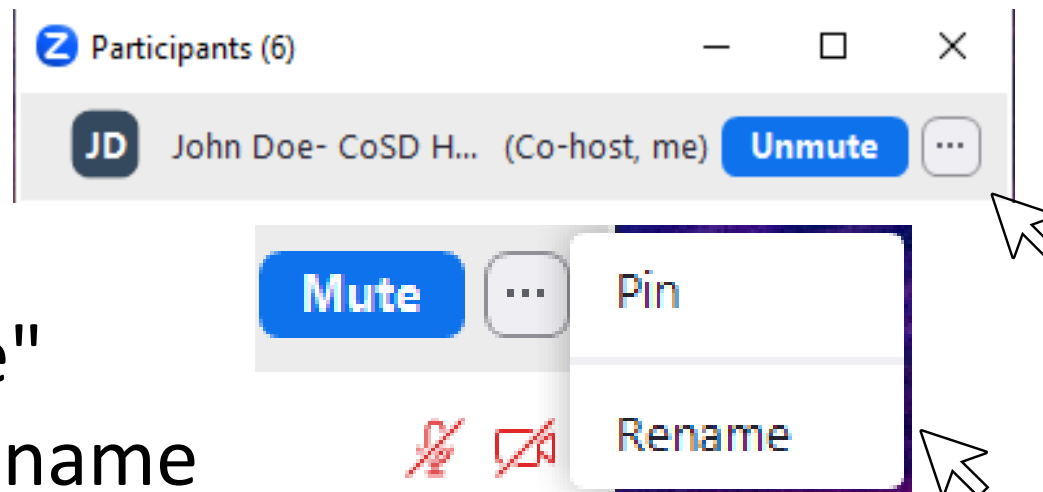 Participants (6)
JD John Doe- CoSD H... (Co-host, me) Unmute ...
Mute ... Pin
e"
Rename
name